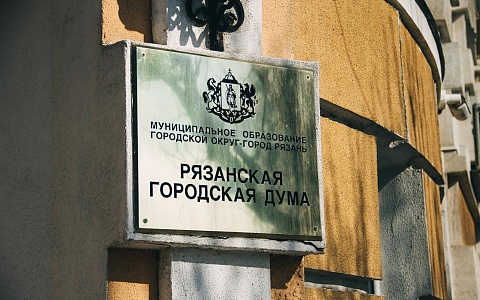 МУНИЦИПАЛЬНОЕ ОБРАЗОВАНИЕ
ГОРОДСКОЙ ОКРУГ-ГОРОД РЯЗАНЬ
РЯЗАНСКАЯ
ГОРОДСКАЯ ДУМА